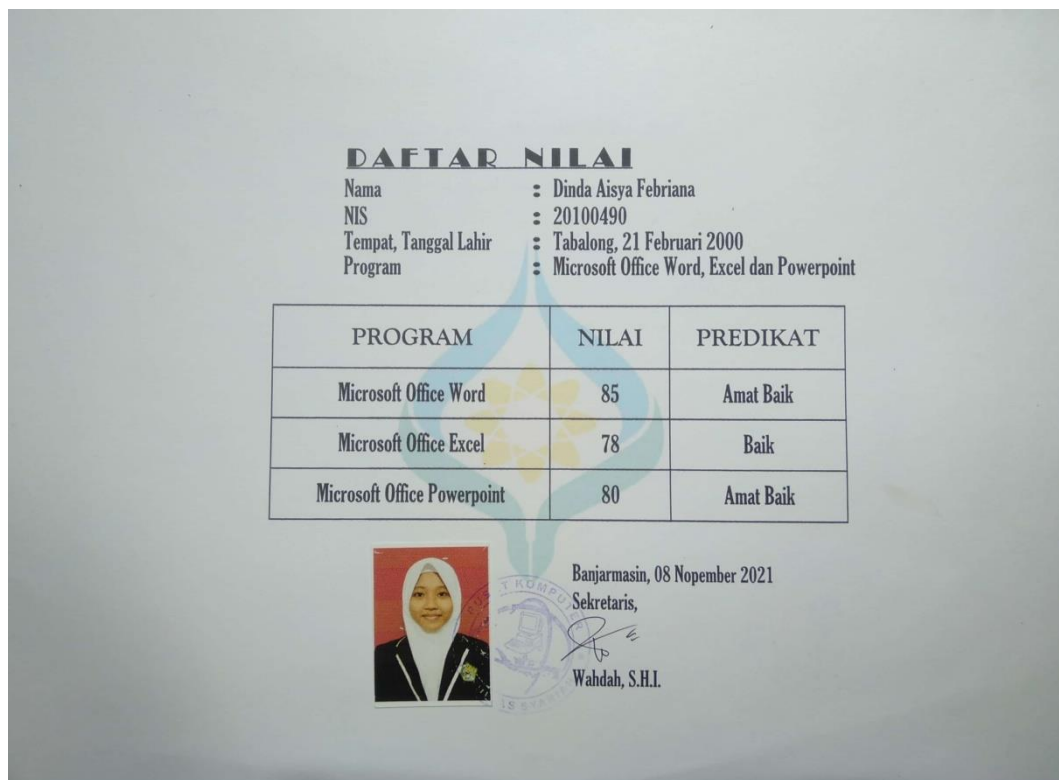 DAFTAR NILAI
Nama : Dinda Aisya Febriana
NIS : 20100490
Tempat, Tanggal Lahir : Tabalong, 21 Februari 2000
Program : Microsoft Office Word, Excel dan Powerpoint
PROGRAM NILAI PREDIKAT
Microsoft Office Word 85 Amat Baik
Microsoft Office Excel 78 Baik
Microsoft Office Powerpoint 80 Amat Baik
Banjarmasin, 08 Nopember 2021
Sekretaris,
PUSAT KOMPUTER
Wahdah, S.H.I.